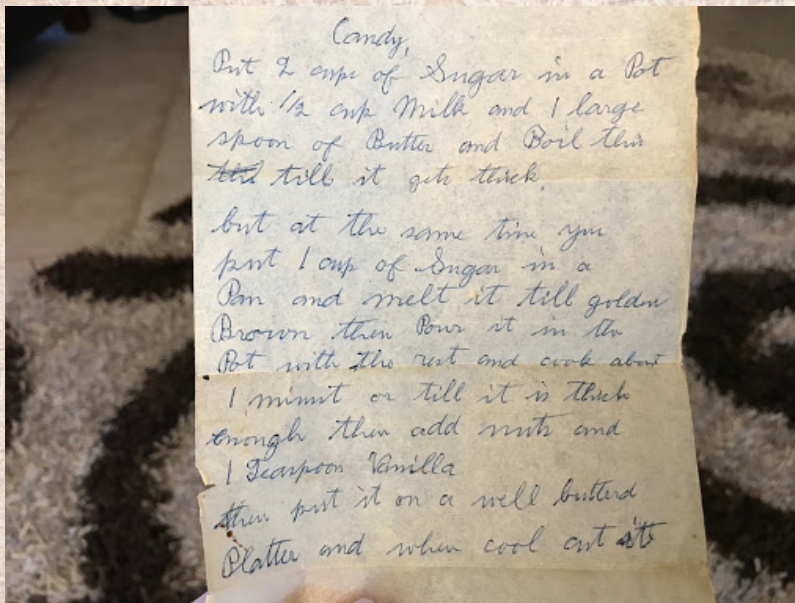 Candy,
Put 2 cups of Sugar in a Pot
with 1/2 cup Milk and 1 large
spoon of Butter and Boil this
till it gets thick.
but at the same time you
put 1 cup of Sugar in a
Pan and melt it till golden
Brown then Pour it in the
Pot with the rest and cook about
1 minut or till it is thick
enough then add nuts and
1 Teaspoon Vanilla
then put it on a well butterd
Platter and when cool cut it